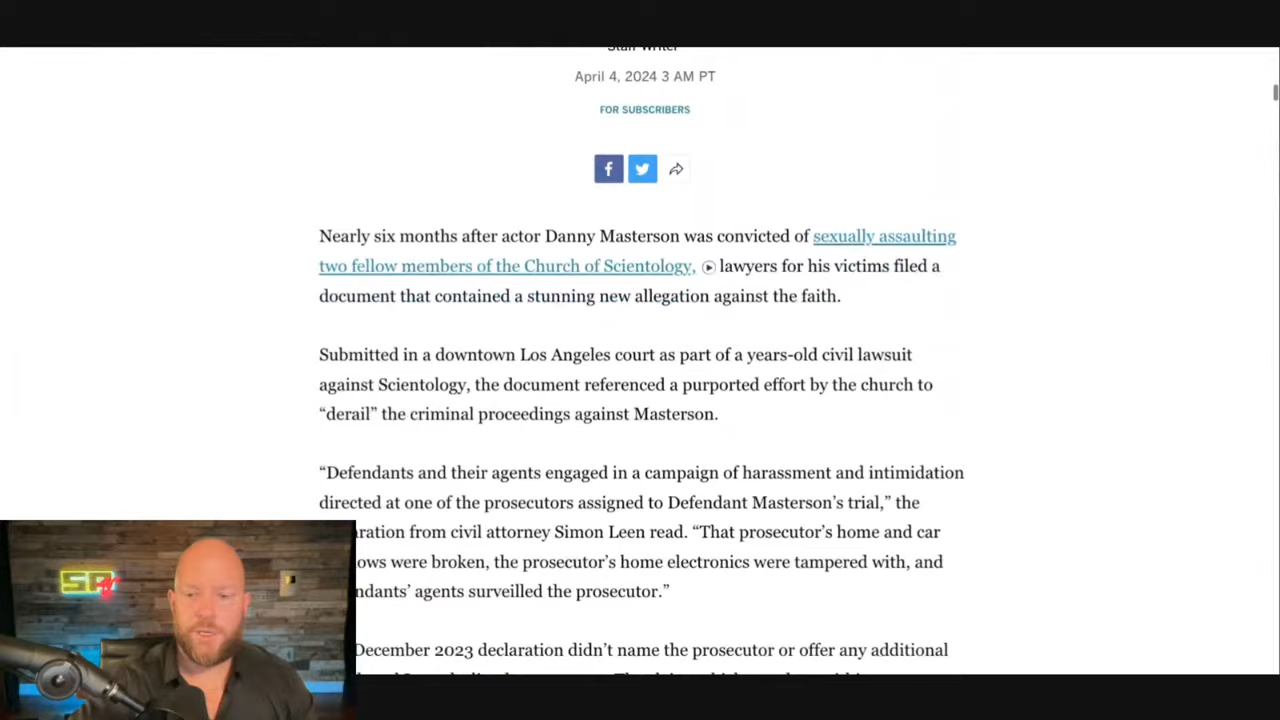 Staff Writer
April 4, 2024 3 AM PT
FOR SUBSCRIBERS
Nearly six months after actor Danny Masterson was convicted of sexually assaulting
two fellow members of the Church of Scientology, lawyers for his victims filed a
document that contained a stunning new allegation against the faith.
Submitted in a downtown Los Angeles court as part of a years-old civil lawsuit
against Scientology, the document referenced a purported effort by the church to
“derail” the criminal proceedings against Masterson.
“Defendants and their agents engaged in a campaign of harassment and intimidation
directed at one of the prosecutors assigned to Defendant Masterson’s trial,” the
aration from civil attorney Simon Leen read. “That prosecutor’s home and car
ows were broken, the prosecutor’s home electronics were tampered with, and
ndants’ agents surveilled the prosecutor.”
December 2023 declaration didn’t name the prosecutor or offer any additional